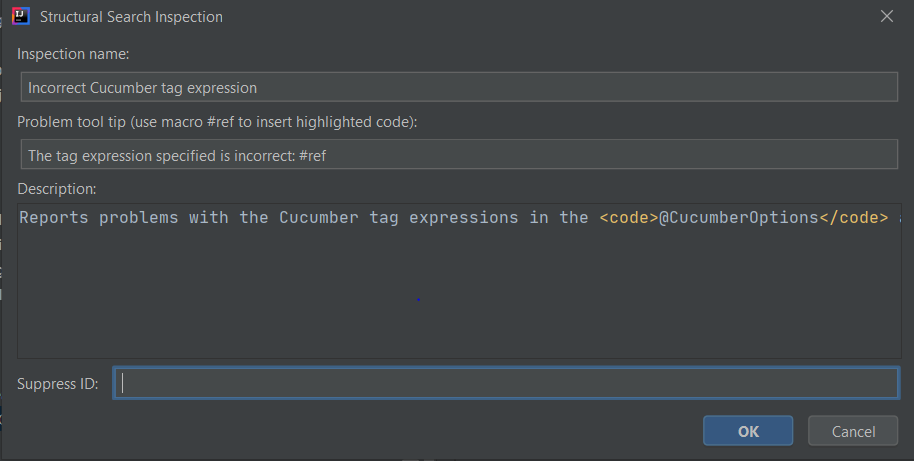 Structural Search Inspection
Inspection name:
Incorrect Cucumber tag expression
Problem tool tip (use macro #ref to insert highlighted code):
The tag expression specified is incorrect: #ref
Description:
Reports problems with the Cucumber tag expressions in the <code>@CucumberOptions</code>
Suppress ID:
OK
Cancel